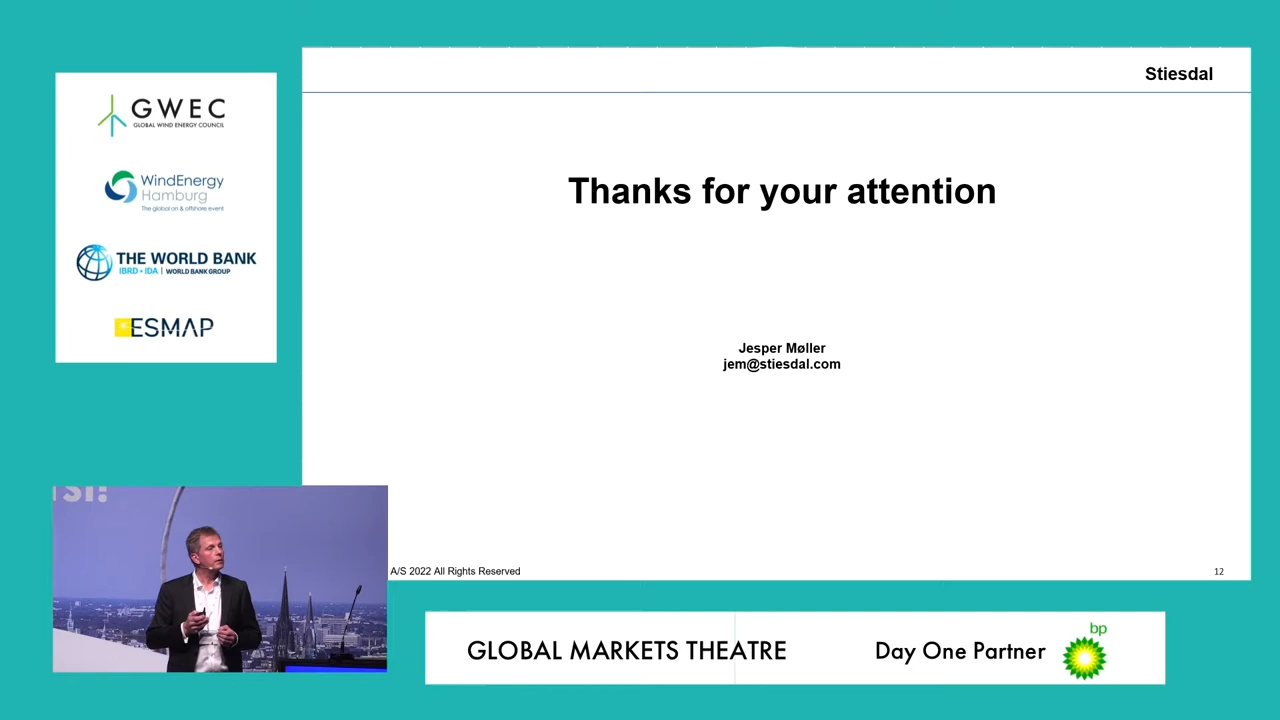 Stiesdal
GWEC
GLOBAL WIND ENERGY COUNCIL
WindEnergy
Hamburg
The global on & offshore event
THE WORLD BANK
IBRD • IDA | WORLD BANK GROUP
ESMAP
Thanks for your attention
Jesper Møller
jem@stiesdal.com
A/S 2022 All Rights Reserved
12
GLOBAL MARKETS THEATRE
Day One Partner
bp